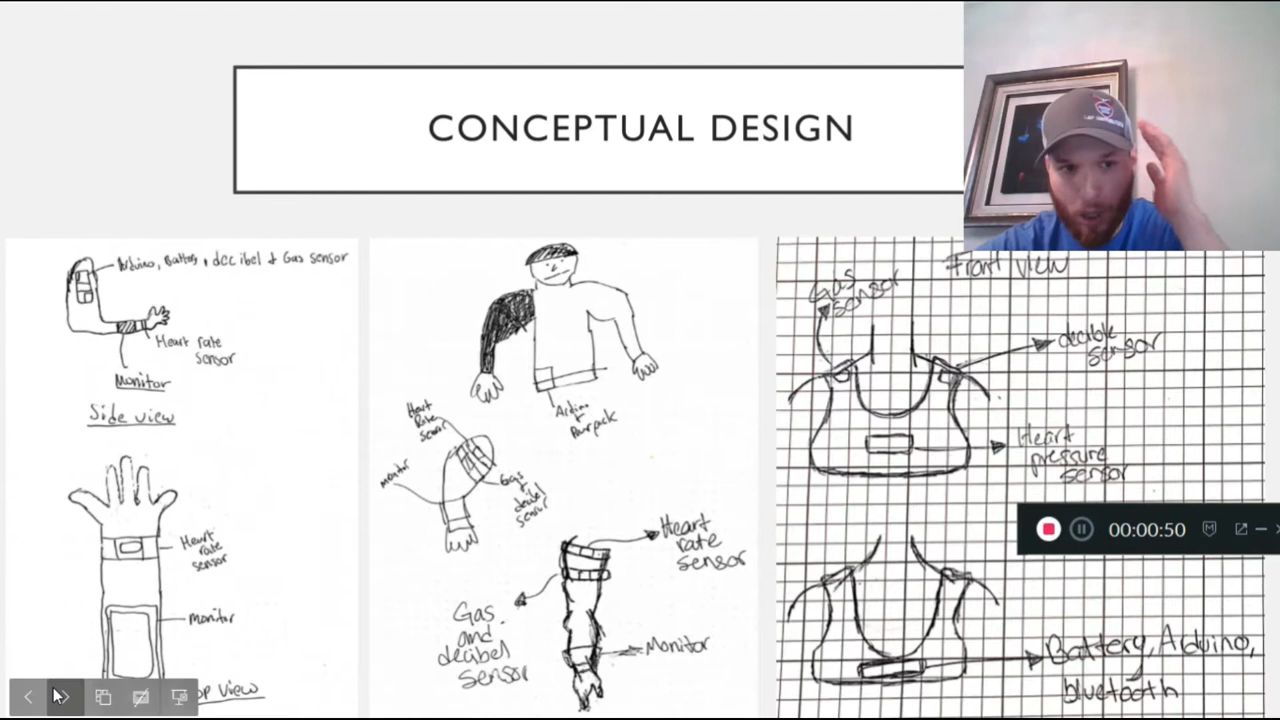 CONCEPTUAL DESIGN
Arduino, Battery, decibel & Gas sensor
Heart rate
sensor
Monitor
Side view
Heart
rate
sensor
monitor
op view
Heart
Rate
sensor
monitor
Gas
decibel
sensor
Heart
rate
sensor
Gas
and
decibel
sensor
Monitor
Front view
Gas
sensor
decible
sensor
Heart
pressure
sensor
00:00:50
Battery, Arduino,
bluetooth